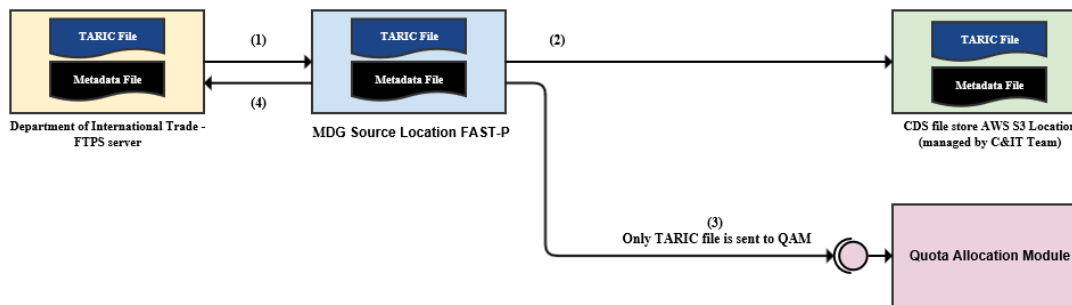 TARIC File
Metadata File
Department of International Trade -
FTPS server
(1)
(4)
TARIC File
Metadata File
MDG Source Location FAST-P
(2)
TARIC File
Metadata File
CDS file store AWS S3 Location
(managed by C&IT Team)
(3)
Only TARIC file is sent to QAM
Quota Allocation Module